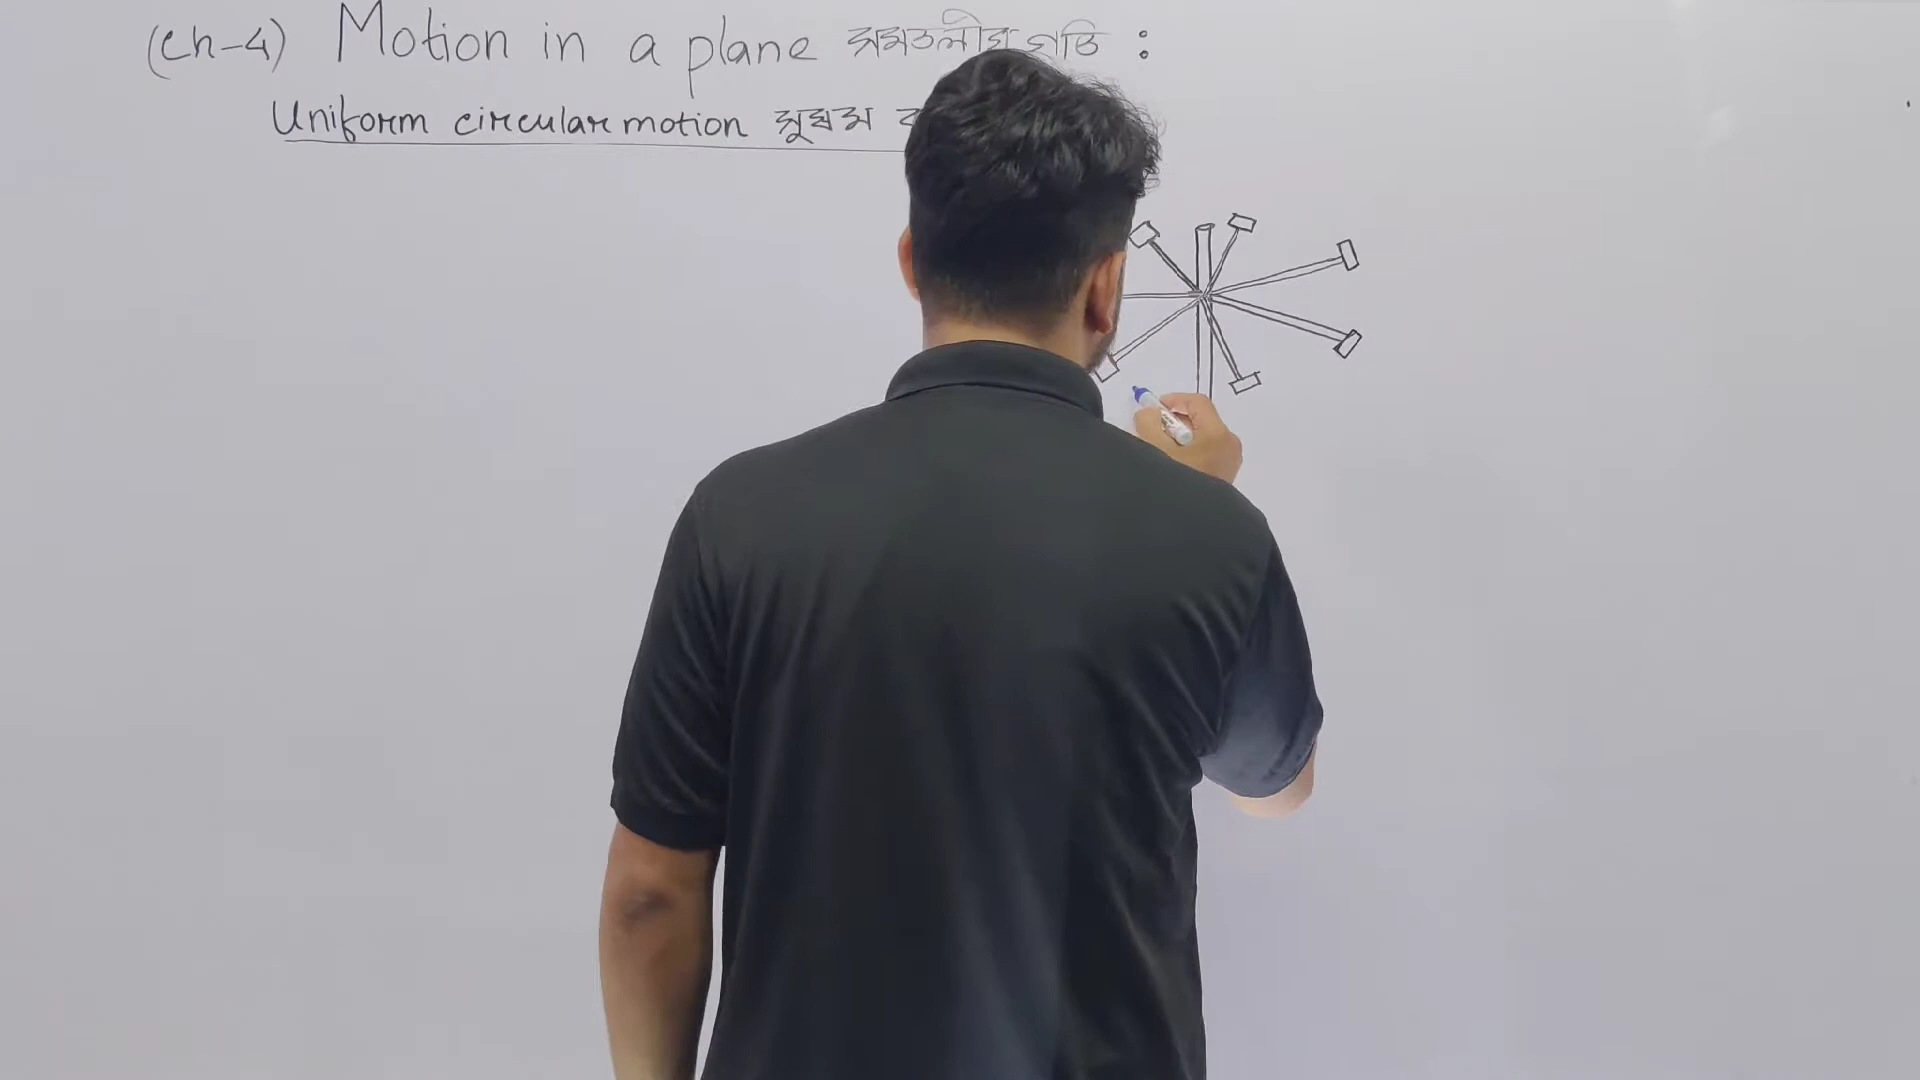 (Ch-4) Motion in a plane সমতলীয় গতি :
Uniform circular motion সুষম